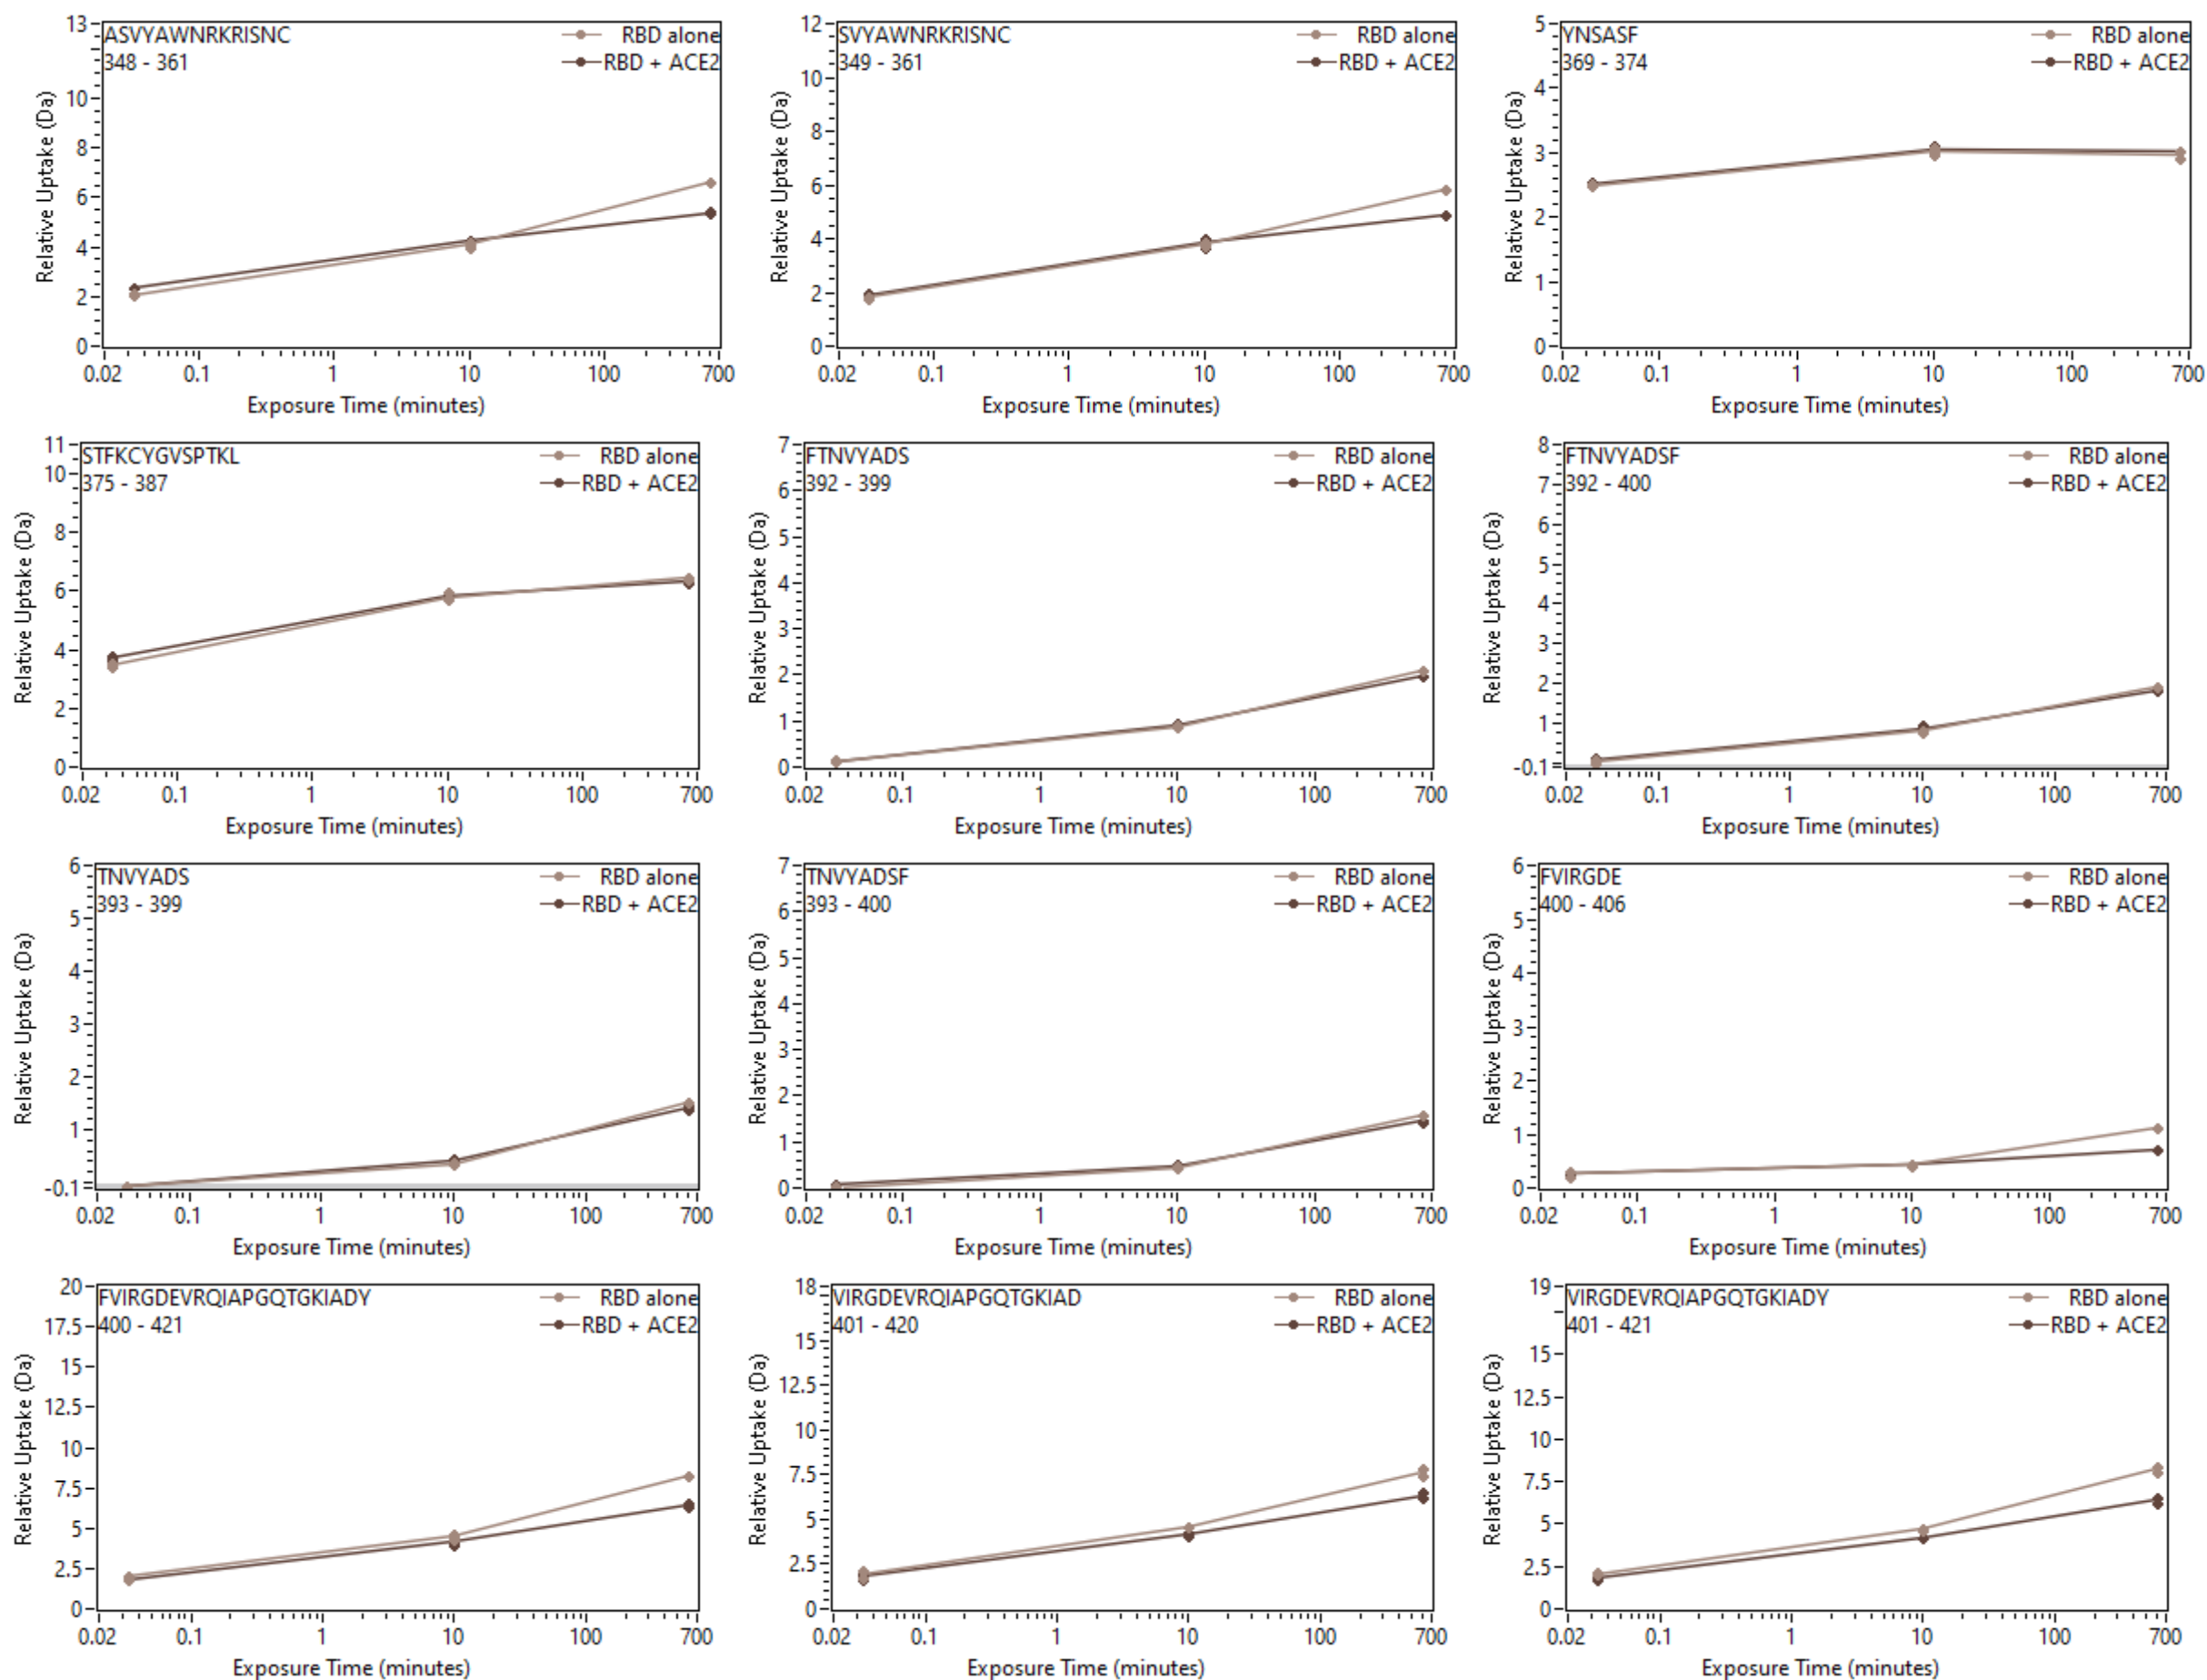 ASVYAWNRKRISNC
348 - 361
RBD alone
RBD + ACE2
Relative Uptake (Da)
13
10
8
6
4
2
0
0.02 0.1 1 10 100 700
Exposure Time (minutes)
SVYAWNRKRISNC
349 - 361
RBD alone
RBD + ACE2
Relative Uptake (Da)
12
10
8
6
4
2
0
0.02 0.1 1 10 100 700
Exposure Time (minutes)
YNSASF
369 - 374
RBD alone
RBD + ACE2
Relative Uptake (Da)
5
4
3
2
1
0
0.02 0.1 1 10 100 700
Exposure Time (minutes)
STFKCYGVSPTKL
375 - 387
RBD alone
RBD + ACE2
Relative Uptake (Da)
11
10
8
6
4
2
0
0.02 0.1 1 10 100 700
Exposure Time (minutes)
FTNVYADS
392 - 399
RBD alone
RBD + ACE2
Relative Uptake (Da)
7
6
5
4
3
2
1
0
0.02 0.1 1 10 100 700
Exposure Time (minutes)
FTNVYADSF
392 - 400
RBD alone
RBD + ACE2
Relative Uptake (Da)
8
7
6
5
4
3
2
1
-0.1
0.02 0.1 1 10 100 700
Exposure Time (minutes)
TNVYADS
393 - 399
RBD alone
RBD + ACE2
Relative Uptake (Da)
6
5
4
3
2
1
-0.1
0.02 0.1 1 10 100 700
Exposure Time (minutes)
TNVYADSF
393 - 400
RBD alone
RBD + ACE2
Relative Uptake (Da)
7
6
5
4
3
2
1
0
0.02 0.1 1 10 100 700
Exposure Time (minutes)
FVIRGDE
400 - 406
RBD alone
RBD + ACE2
Relative Uptake (Da)
6
5
4
3
2
1
0
0.02 0.1 1 10 100 700
Exposure Time (minutes)
FVIRGDEVRQIAPGQTGKIADY
400 - 421
RBD alone
RBD + ACE2
Relative Uptake (Da)
20
17.5
15
12.5
10
7.5
5
2.5
0
0.02 0.1 1 10 100 700
Exposure Time (minutes)
VIRGDEVRQIAPGQTGKIAD
401 - 420
RBD alone
RBD + ACE2
Relative Uptake (Da)
18
15
12.5
10
7.5
5
2.5
0
0.02 0.1 1 10 100 700
Exposure Time (minutes)
VIRGDEVRQIAPGQTGKIADY
401 - 421
RBD alone
RBD + ACE2
Relative Uptake (Da)
19
15
12.5
10
7.5
5
2.5
0
0.02 0.1 1 10 100 700
Exposure Time (minutes)